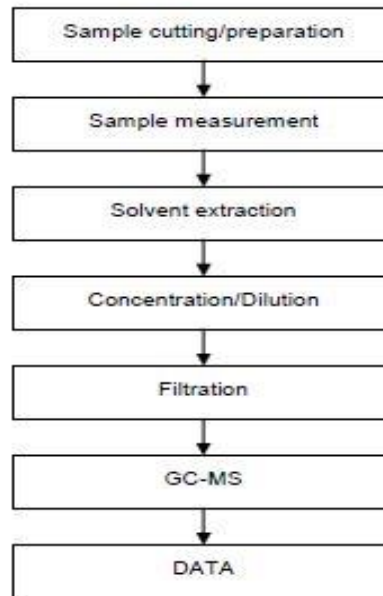 Sample cutting/preparation
Sample measurement
Solvent extraction
Concentration/Dilution
Filtration
GC-MS
DATA